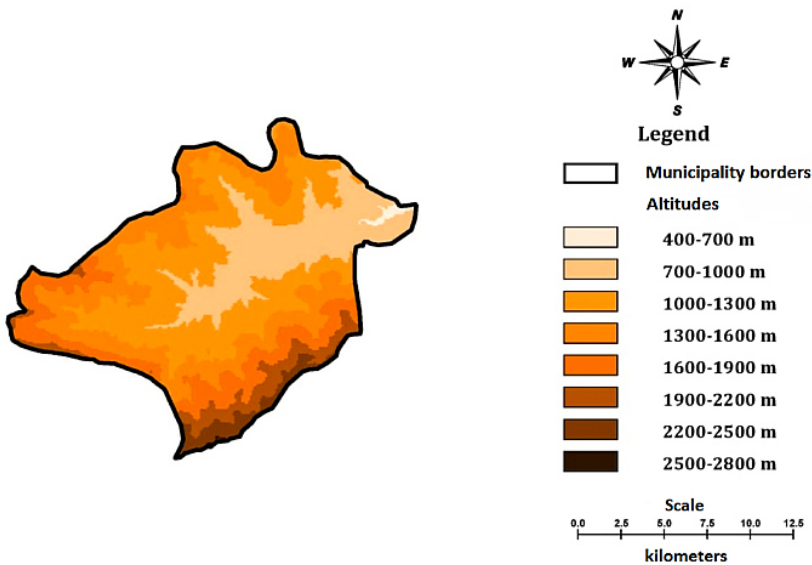 N
W E
S
Legend
Municipality borders
Altitudes
400-700 m
700-1000 m
1000-1300 m
1300-1600 m
1600-1900 m
1900-2200 m
2200-2500 m
2500-2800 m
Scale
0.0 2.5 5.0 7.5 10.0 12.5
kilometers